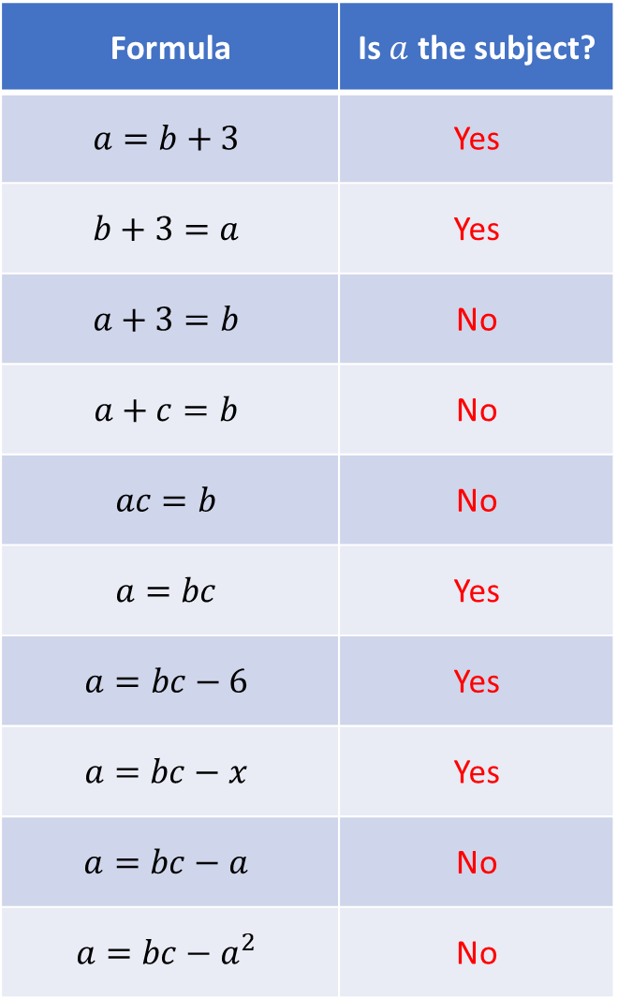 Formula Is a the subject?
a = b + 3 Yes
b + 3 = a Yes
a + 3 = b No
a + c = b No
ac = b No
a = bc Yes
a = bc − 6 Yes
a = bc − x Yes
a = bc − a No
a = bc − a² No